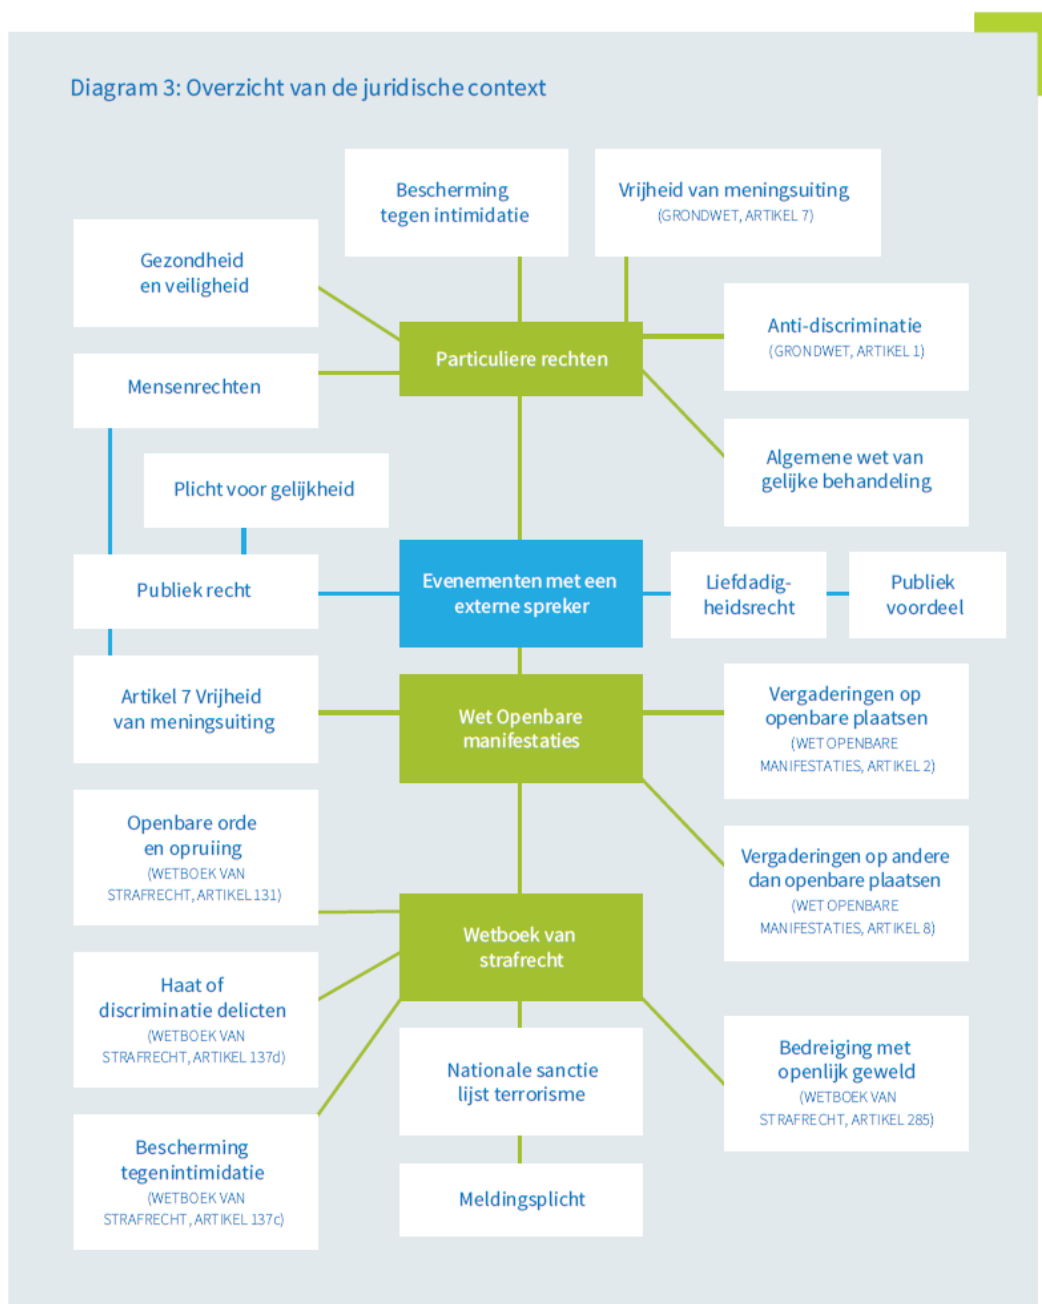 Diagram 3: Overzicht van de juridische context
Bescherming
tegen intimidatie
Vrijheid van meningsuiting
(GRONDWET, ARTIKEL 7)
Gezondheid
en veiligheid
Anti-discriminatie
(GRONDWET, ARTIKEL 1)
Particuliere rechten
Mensenrechten
Algemene wet van
gelijke behandeling
Plicht voor gelijkheid
Publiek recht
Evenementen met een
externe spreker
Liefdadig-
heidsrecht
Publiek
voordeel
Artikel 7 Vrijheid
van meningsuiting
Wet Openbare
manifestaties
Vergaderingen op
openbare plaatsen
(WET OPENBARE
MANIFESTATIES, ARTIKEL 2)
Openbare orde
en opruiing
(WETBOEK VAN
STRAFRECHT, ARTIKEL 131)
Vergaderingen op andere
dan openbare plaatsen
(WET OPENBARE
MANIFESTATIES, ARTIKEL 8)
Wetboek van
strafrecht
Haat of
discriminatie delicten
(WETBOEK VAN
STRAFRECHT, ARTIKEL 137d)
Nationale sanctie
lijst terrorisme
Bedreiging met
openlijk geweld
(WETBOEK VAN
STRAFRECHT, ARTIKEL 285)
Bescherming
tegenintimidatie
(WETBOEK VAN
STRAFRECHT, ARTIKEL 137c)
Meldingsplicht